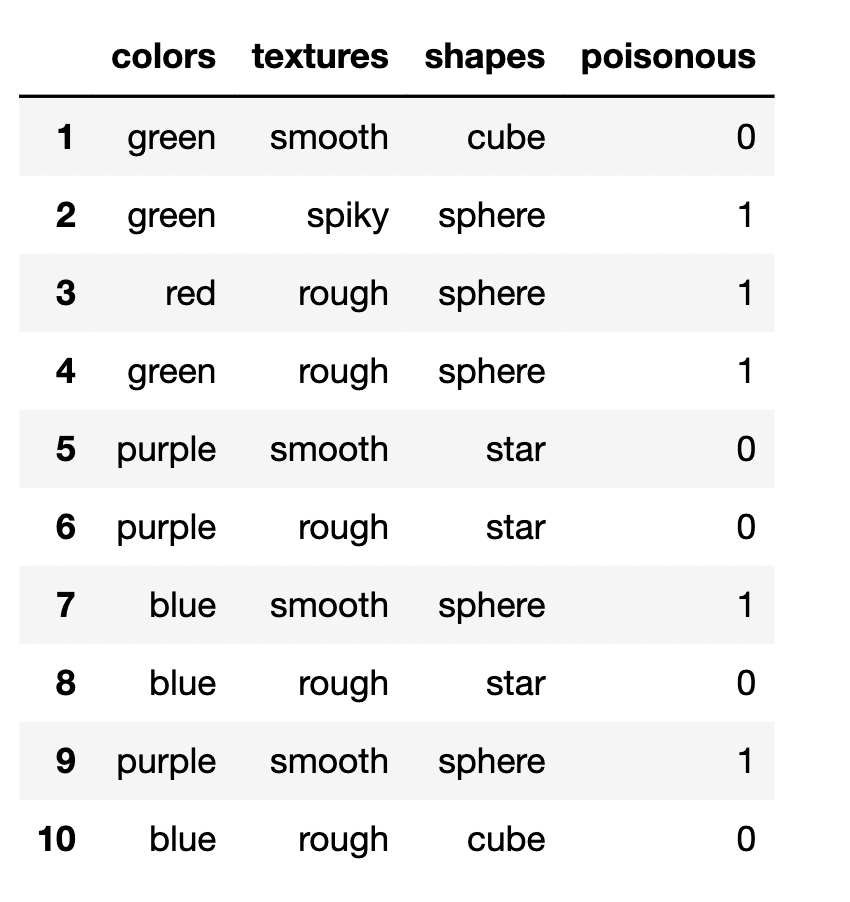 colors textures shapes poisonous
1 green smooth cube 0
2 green spiky sphere 1
3 red rough sphere 1
4 green rough sphere 1
5 purple smooth star 0
6 purple rough star 0
7 blue smooth sphere 1
8 blue rough star 0
9 purple smooth sphere 1
10 blue rough cube 0